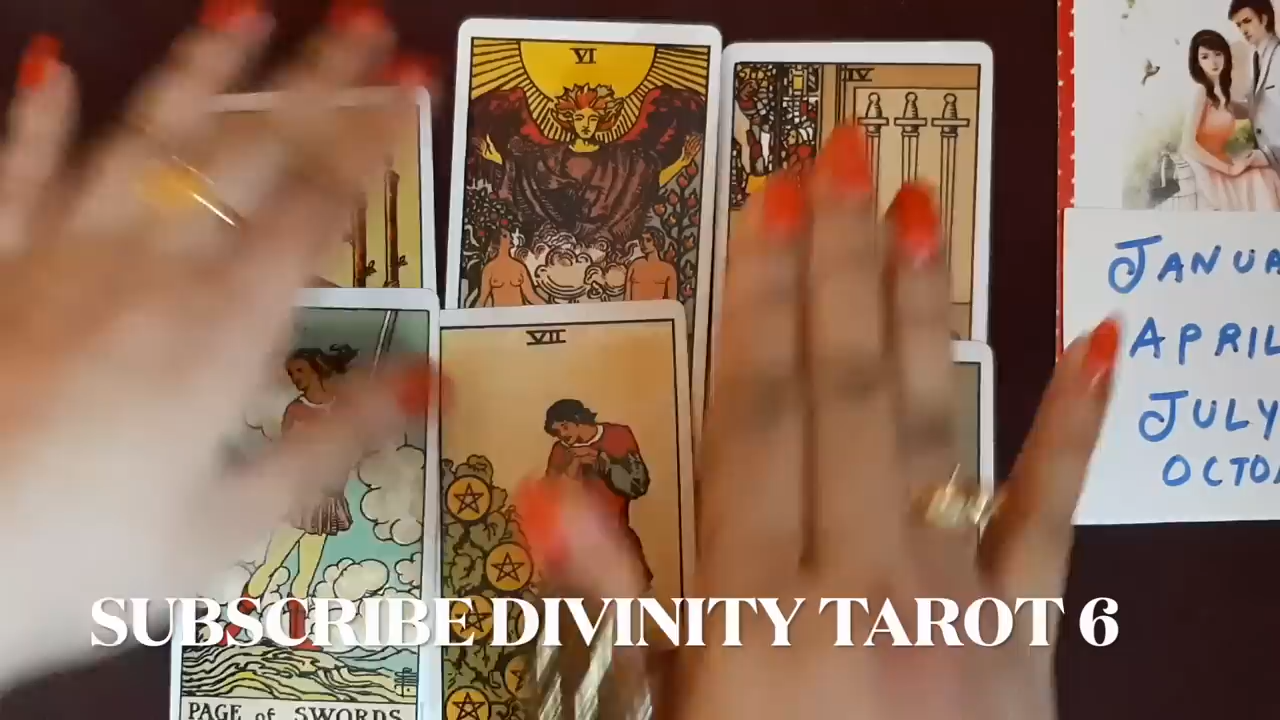 VI
IV
VII
JANUA
APRIL
JULY
OCTO
SUBSCRIBE DIVINITY TAROT 6
PAGE of SWORDS